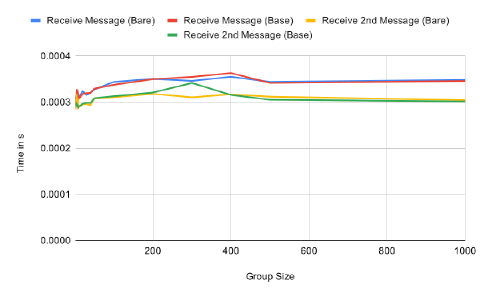 Receive Message (Bare) Receive Message (Base) Receive 2nd Message (Bare)
Receive 2nd Message (Base)
0.0004
0.0003
0.0002
0.0001
0.0000
Time in s
200 400 600 800 1000
Group Size